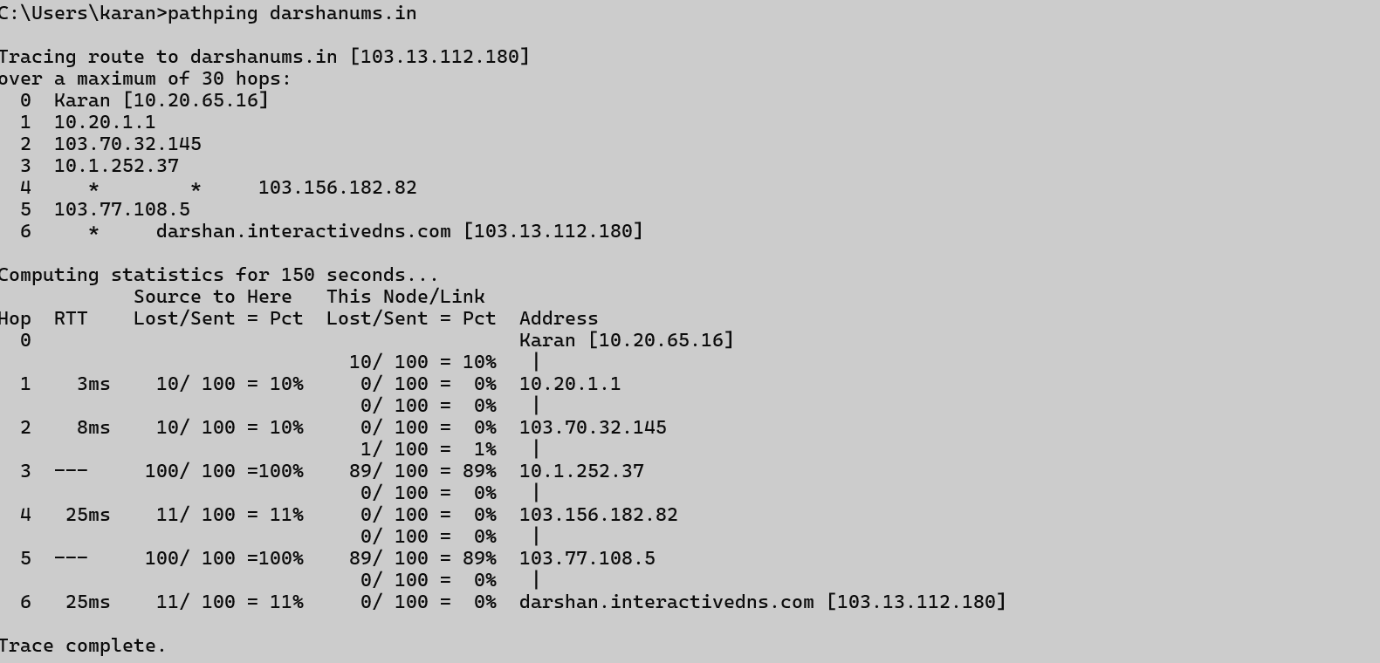 C:\Users\karan>pathping darshanums.in
Tracing route to darshanums.in [103.13.112.180]
over a maximum of 30 hops:
  0  Karan [10.20.65.16]
  1  10.20.1.1
  2  103.70.32.145
  3  10.1.252.37
  4     *        *     103.156.182.82
  5  103.77.108.5
  6     *     darshan.interactivedns.com [103.13.112.180]
Computing statistics for 150 seconds...
            Source to Here   This Node/Link
Hop  RTT    Lost/Sent = Pct  Lost/Sent = Pct  Address
  0                                           Karan [10.20.65.16]
                               10/ 100 = 10%   |
  1    3ms    10/ 100 = 10%     0/ 100 =  0%  10.20.1.1
                                0/ 100 =  0%   |
  2    8ms    10/ 100 = 10%     0/ 100 =  0%  103.70.32.145
                                1/ 100 =  1%   |
  3  ---     100/ 100 =100%    89/ 100 = 89%  10.1.252.37
                                0/ 100 =  0%   |
  4   25ms    11/ 100 = 11%     0/ 100 =  0%  103.156.182.82
                                0/ 100 =  0%   |
  5  ---     100/ 100 =100%    89/ 100 = 89%  103.77.108.5
                                0/ 100 =  0%   |
  6   25ms    11/ 100 = 11%     0/ 100 =  0%  darshan.interactivedns.com [103.13.112.180]
Trace complete.